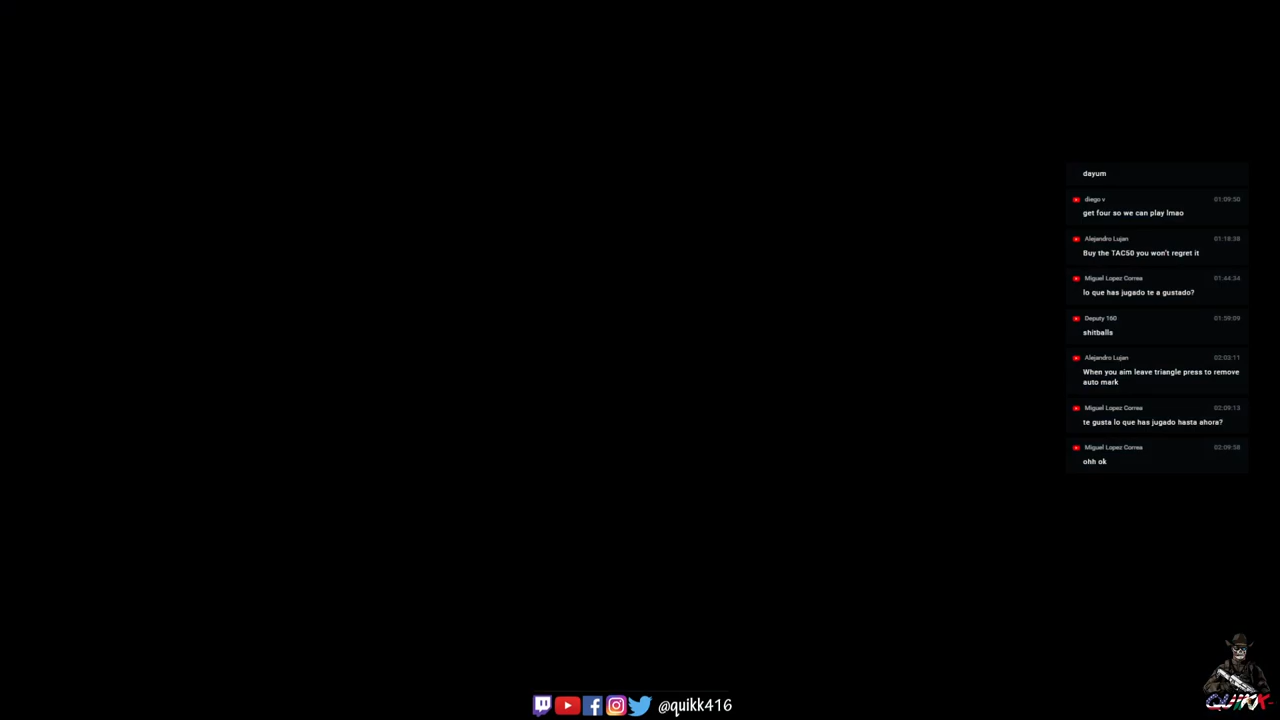 dayum
diego v 01:09:50
get four so we can play lmao
Alejandro Lujan 01:18:38
Buy the TAC50 you won't regret it
Miguel Lopez Correa 01:44:34
lo que has jugado te a gustado?
Deputy 160 01:59:09
shitballs
Alejandro Lujan 02:03:11
When you aim leave triangle press to remove
auto mark
Miguel Lopez Correa 02:09:13
te gusta lo que has jugado hasta ahora?
Miguel Lopez Correa 02:09:58
ohh ok
QUIKK
@quikk416